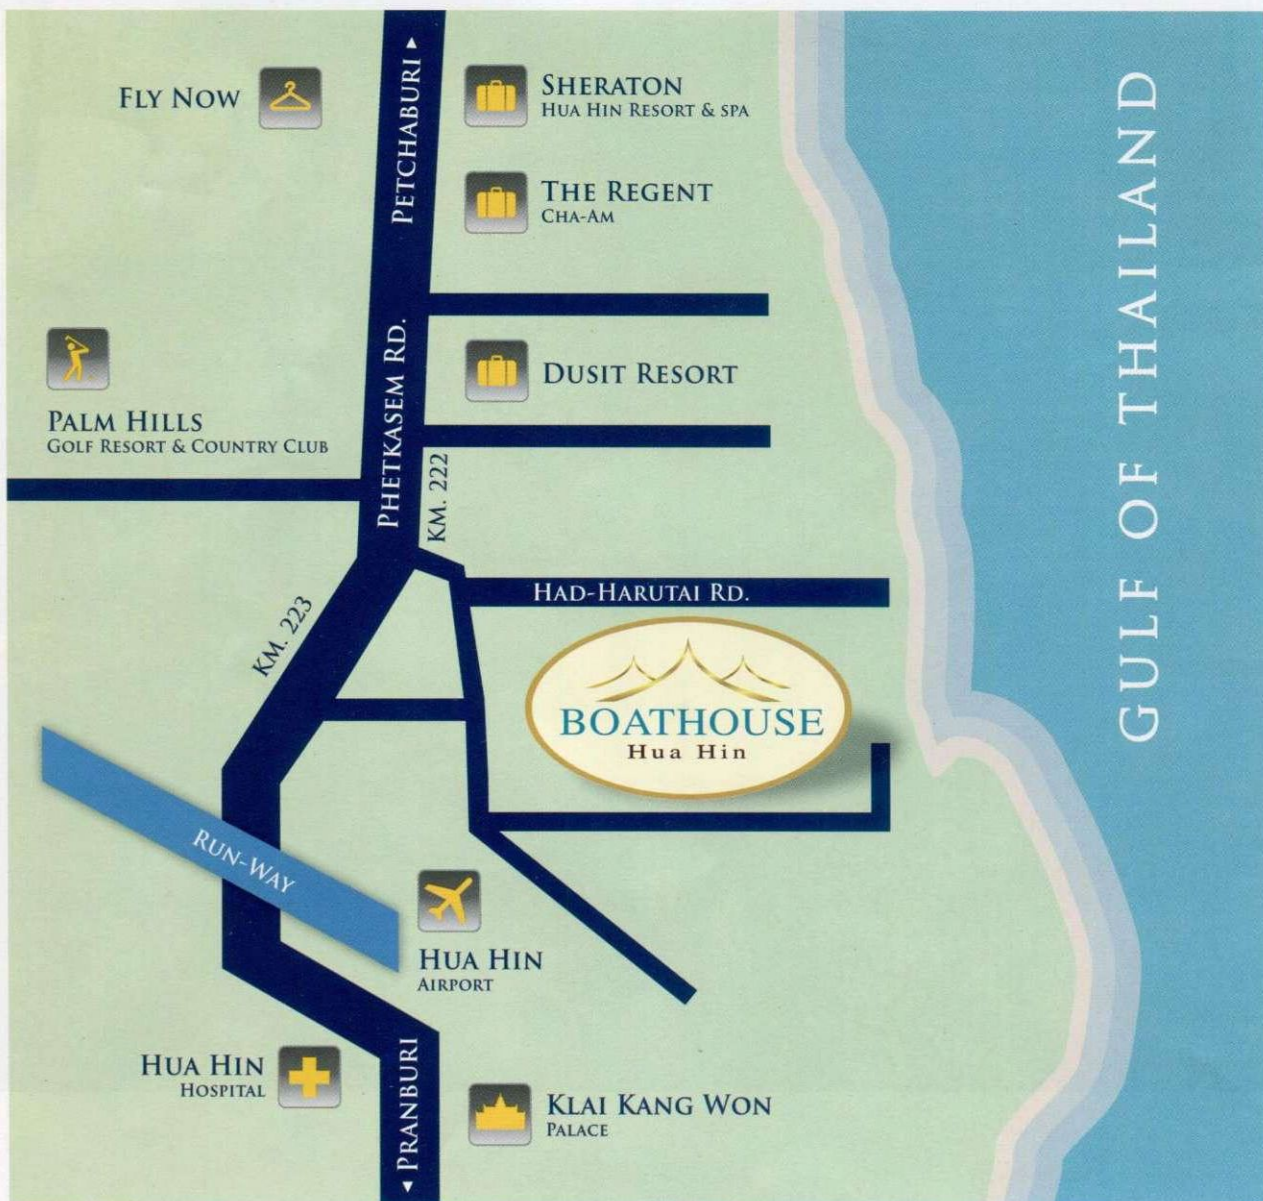 PETCHABURI ▲
FLY NOW
SHERATON
HUA HIN RESORT & SPA
THE REGENT
CHA-AM
PHETKASEM RD.
DUSIT RESORT
PALM HILLS
GOLF RESORT & COUNTRY CLUB
KM. 222
GULF OF THAILAND
HAD-HARUTAI RD.
KM. 223
BOATHOUSE
Hua Hin
RUN-WAY
HUA HIN
AIRPORT
HUA HIN
HOSPITAL
◄ PRANBURI
KLAI KANG WON
PALACE